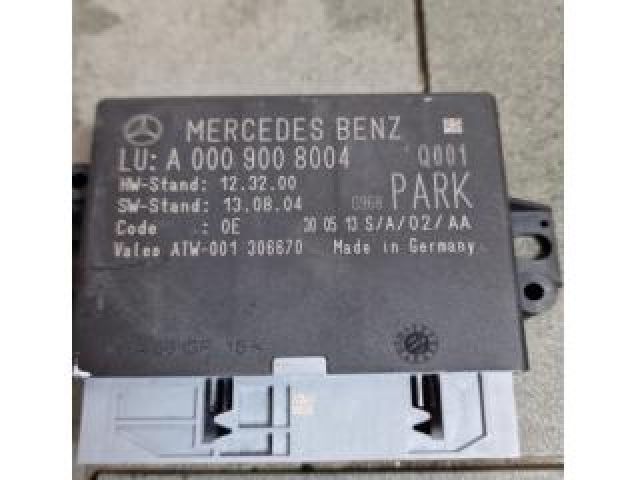 MERCEDES BENZ
LU: A 000 900 8004 Q001
HW-Stand: 12.32.00
SW-Stand: 13.08.04 0968 PARK
Code .: 0E 30 05 13 S/A/02/AA
Valeo ATW-001 306670 Made in Germany